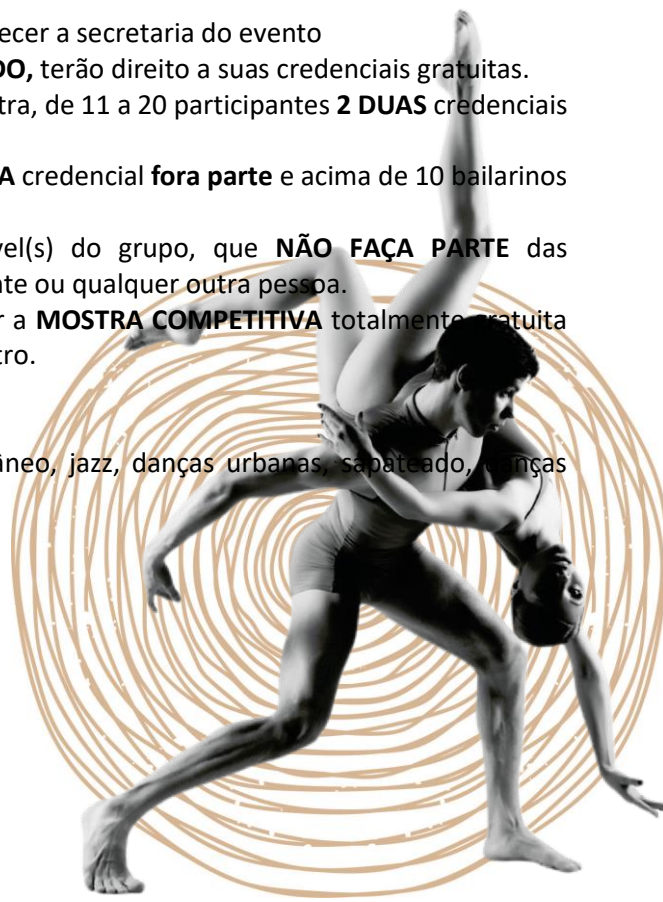 ecer a secretaria do evento
DO, terão direito a suas credenciais gratuitas.
tra, de 11 a 20 participantes 2 DUAS credenciais
A credencial fora parte e acima de 10 bailarinos
vel(s) do grupo, que NÃO FAÇA PARTE das
nte ou qualquer outra pessoa.
r a MOSTRA COMPETITIVA totalmente gratuita
tro.
âneo, jazz, danças urbanas, sapateado, danças